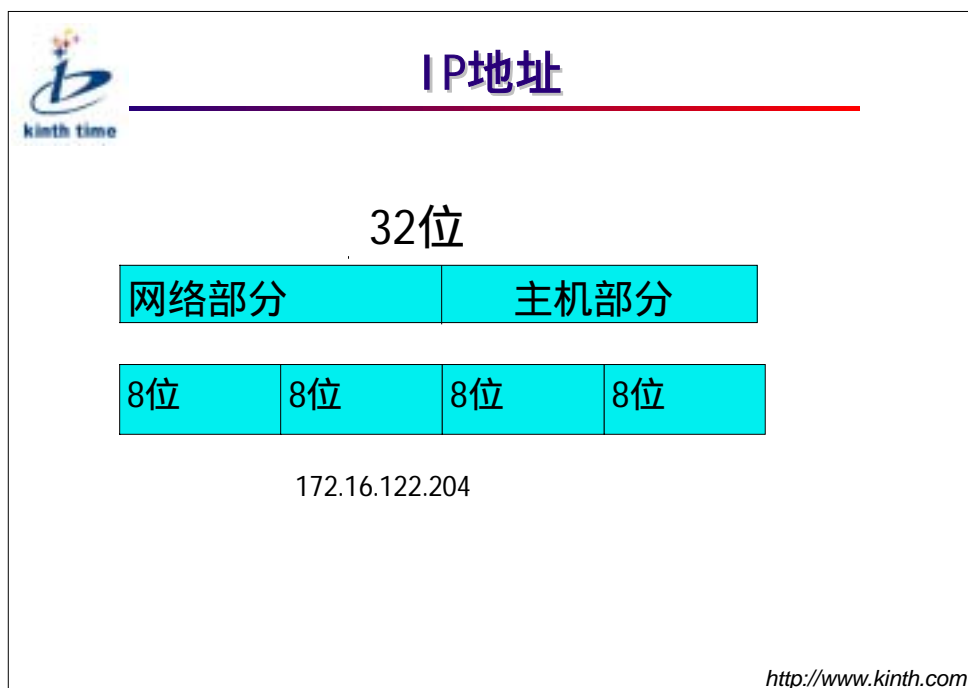 IP地址
kinth time
32位
网络部分 主机部分
8位 8位 8位 8位
172.16.122.204
http://www.kinth.com